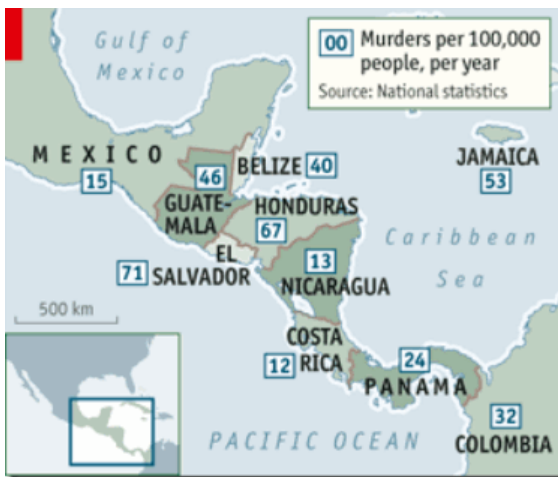 Gulf of
Mexico
00 Murders per 100,000
people, per year
Source: National statistics
MEXICO
15
46
GUATE-
MALA
BELIZE 40
HONDURAS
67
JAMAICA
53
Caribbean
Sea
71
EL
SALVADOR
13
NICARAGUA
500 km
COSTA
RICA
12
24
PANAMA
32
COLOMBIA
PACIFIC OCEAN